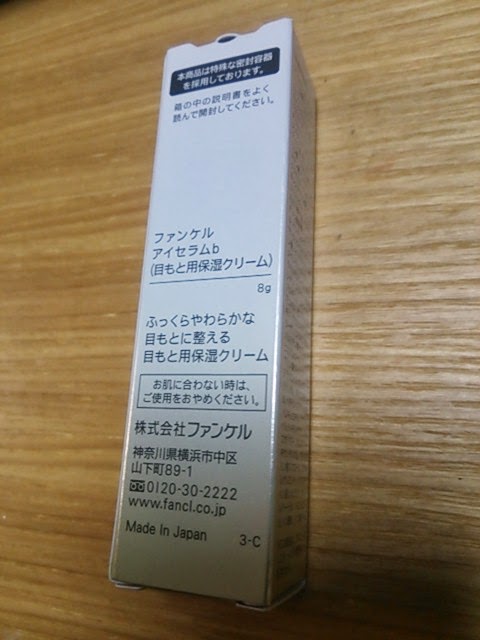 本商品は特殊な密封容器
を採用しております。
箱の中の説明書をよく
読んで開封してください。
ファンケル
アイセラムb
(目もと用保湿クリーム)
8g
ふっくらやわらかな
目もとに整える
目もと用保湿クリーム
お肌に合わない時は、
ご使用をおやめください。
株式会社ファンケル
神奈川県横浜市中区
山下町89-1
0120-30-2222
www.fancl.co.jp
Made In Japan 3-C